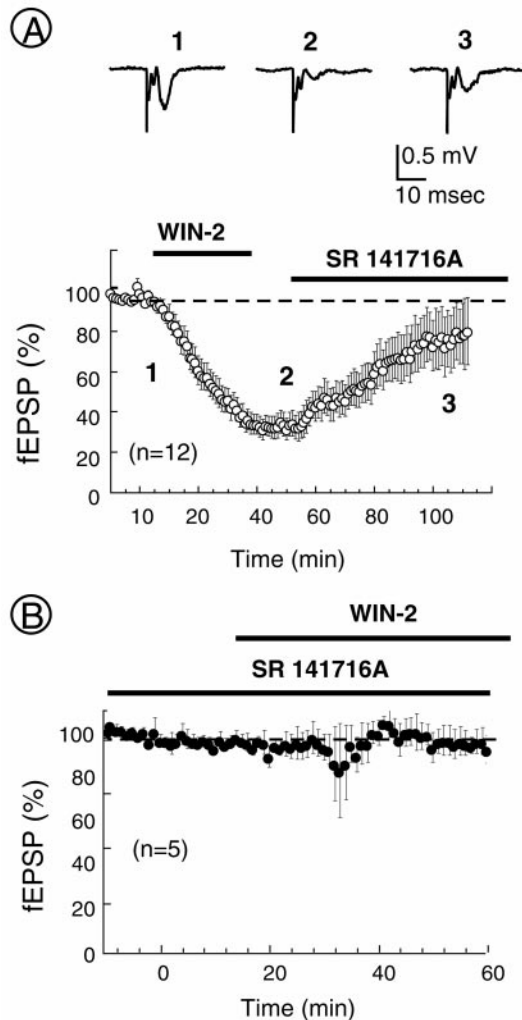 A
1 2 3
0.5 mV
10 msec
WIN-2
SR 141716A
100
80
60
40
20
0
fEPSP (%)
1 2 3
(n=12)
10 20 40 60 80 100
Time (min)
B
WIN-2
SR 141716A
100
80
40
20
0
fEPSP (%)
(n=5)
0 20 40 60
Time (min)